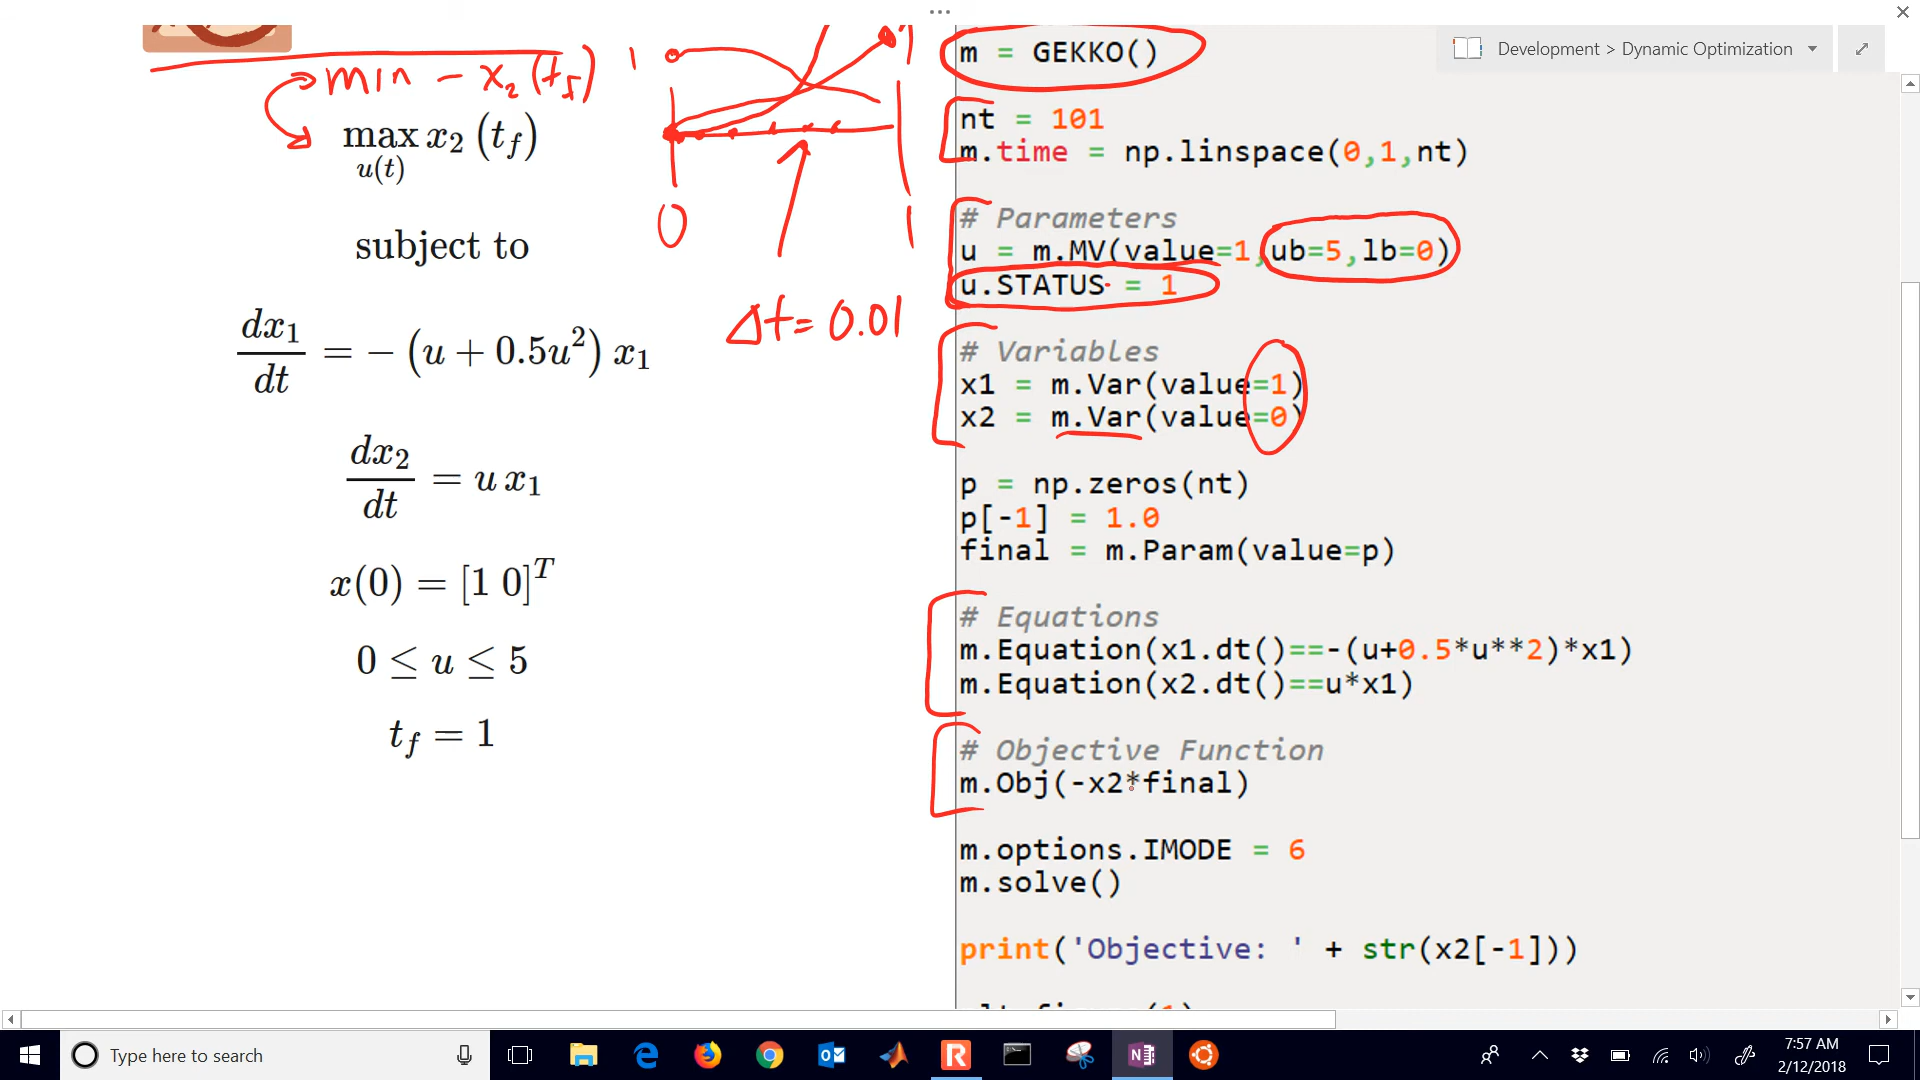 min - x₂(t_f)
max x₂ (t_f)
u(t)
subject to
dx₁/dt = -(u + 0.5u²) x₁
dx₂/dt = u x₁
x(0) = [1 0]ᵀ
0 ≤ u ≤ 5
t_f = 1
1
1
0
1
Δt = 0.01
m = GEKKO()
nt = 101
m.time = np.linspace(0,1,nt)
# Parameters
u = m.MV(value=1,ub=5,lb=0)
u.STATUS = 1
# Variables
x1 = m.Var(value=1)
x2 = m.Var(value=0)
p = np.zeros(nt)
p[-1] = 1.0
final = m.Param(value=p)
# Equations
m.Equation(x1.dt()==-(u+0.5*u**2)*x1)
m.Equation(x2.dt()==u*x1)
# Objective Function
m.Obj(-x2*final)
m.options.IMODE = 6
m.solve()
print('Objective: ' + str(x2[-1]))
Development > Dynamic Optimization
Type here to search
7:57 AM
2/12/2018